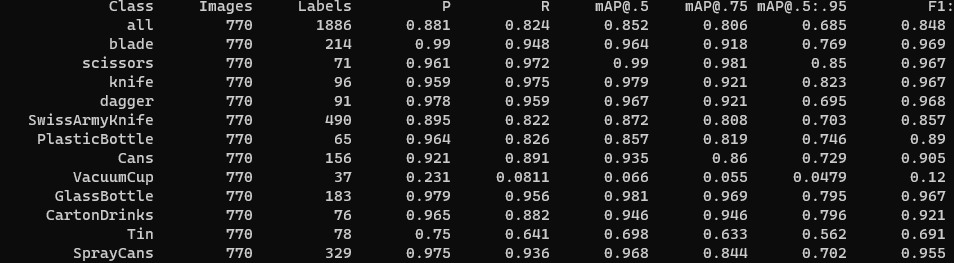 Class Images Labels P R mAP@.5 mAP@.75 mAP@.5:.95 F1:
all 770 1886 0.881 0.824 0.852 0.806 0.685 0.848
blade 770 214 0.99 0.948 0.964 0.918 0.769 0.969
scissors 770 71 0.961 0.972 0.99 0.981 0.85 0.967
knife 770 96 0.959 0.975 0.979 0.921 0.823 0.967
dagger 770 91 0.978 0.959 0.967 0.921 0.695 0.968
SwissArmyKnife 770 490 0.895 0.822 0.872 0.808 0.703 0.857
PlasticBottle 770 65 0.964 0.826 0.857 0.819 0.746 0.89
Cans 770 156 0.921 0.891 0.935 0.86 0.729 0.905
VacuumCup 770 37 0.231 0.0811 0.066 0.055 0.0479 0.12
GlassBottle 770 183 0.979 0.956 0.981 0.969 0.795 0.967
CartonDrinks 770 76 0.965 0.882 0.946 0.946 0.796 0.921
Tin 770 78 0.75 0.641 0.698 0.633 0.562 0.691
SprayCans 770 329 0.975 0.936 0.968 0.844 0.702 0.955